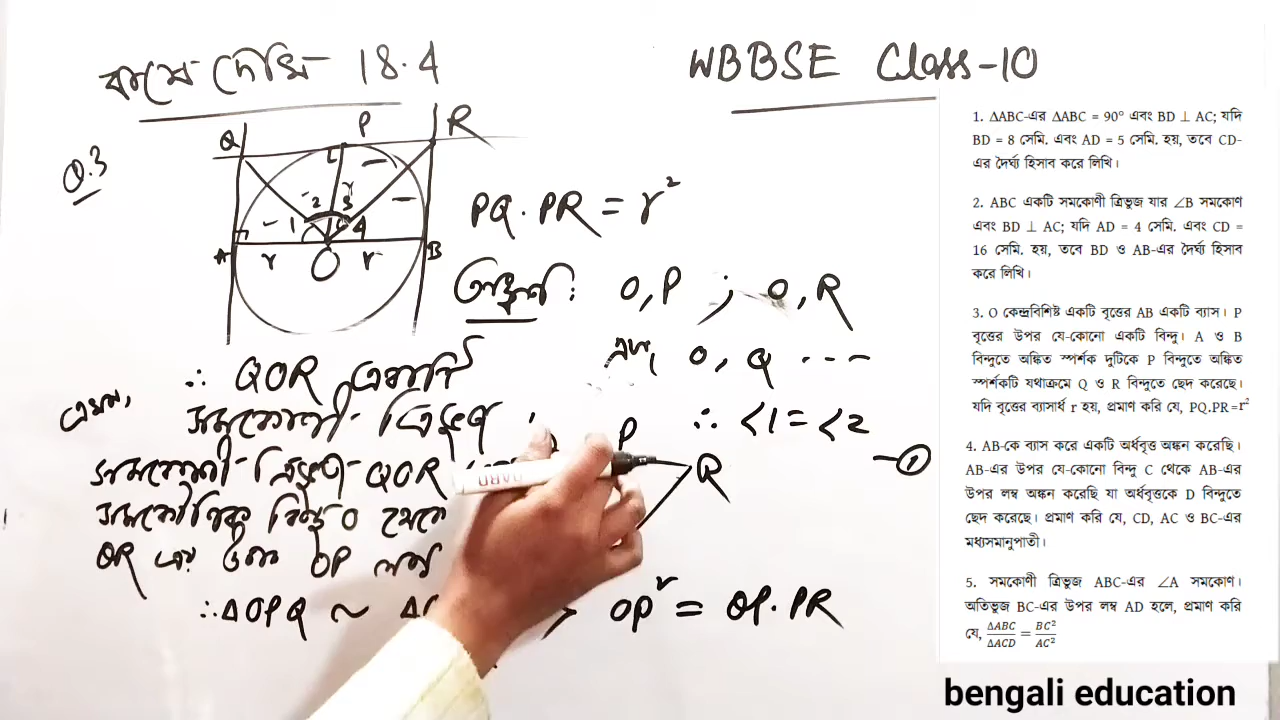 কষে দেখি- 18.4
WBBSE Class-10
Q.3
Q P R
2 r 3
1 4
A r O r B
PQ.PR = r²
অঙ্কন: O,P ; O,R
এবং O, Q ---
∴ QOR একটি
সমকোণী ত্রিভুজ
∴ <1 = <2
—①
এখন,
সমকোণী ত্রিভুজ QOR
সমকৌণিক বিন্দু O থেকে
QR এর উপর OP লম্ব
P
R
∴ ΔOPQ ~ Δ
OP² = QP.PR
1. ΔABC-এর ΔABC = 90° এবং BD ⊥ AC; যদি
BD = 8 সেমি. এবং AD = 5 সেমি. হয়, তবে CD-
এর দৈর্ঘ্য হিসাব করে লিখি।
2. ABC একটি সমকোণী ত্রিভুজ যার ∠B সমকোণ
এবং BD ⊥ AC; যদি AD = 4 সেমি. এবং CD =
16 সেমি. হয়, তবে BD ও AB-এর দৈর্ঘ্য হিসাব
করে লিখি।
3. O কেন্দ্রবিশিষ্ট একটি বৃত্তের AB একটি ব্যাস। P
বৃত্তের উপর যে-কোনো একটি বিন্দু। A ও B
বিন্দুতে অঙ্কিত স্পর্শক দুটিকে P বিন্দুতে অঙ্কিত
স্পর্শকটি যথাক্রমে Q ও R বিন্দুতে ছেদ করেছে।
যদি বৃত্তের ব্যাসার্ধ r হয়, প্রমাণ করি যে, PQ.PR=r²
4. AB-কে ব্যাস করে একটি অর্ধবৃত্ত অঙ্কন করেছি।
AB-এর উপর যে-কোনো বিন্দু C থেকে AB-এর
উপর লম্ব অঙ্কন করেছি যা অর্ধবৃত্তকে D বিন্দুতে
ছেদ করেছে। প্রমাণ করি যে, CD, AC ও BC-এর
মধ্যসমানুপাতী।
5. সমকোণী ত্রিভুজ ABC-এর ∠A সমকোণ।
অতিভুজ BC-এর উপর লম্ব AD হলে, প্রমাণ করি
যে, ΔABC/ΔACD = BC²/AC²
bengali education